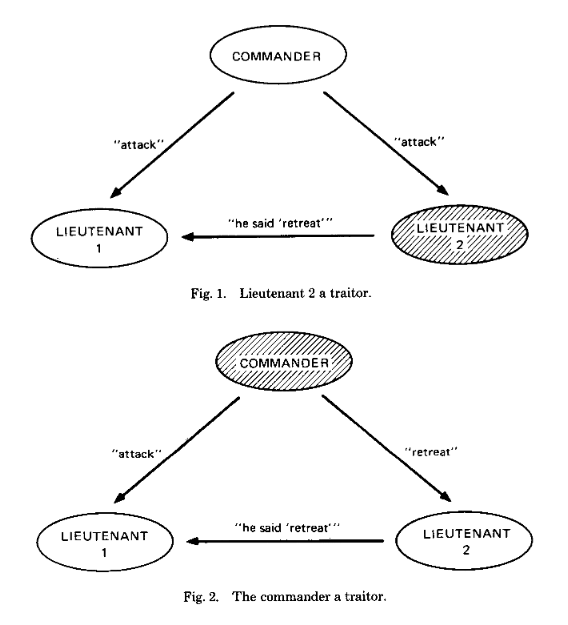 COMMANDER
"attack"
"attack"
"he said 'retreat'"
LIEUTENANT
1
LIEUTENANT
2
Fig. 1. Lieutenant 2 a traitor.
COMMANDER
"attack"
"retreat"
"he said 'retreat'"
LIEUTENANT
1
LIEUTENANT
2
Fig. 2. The commander a traitor.